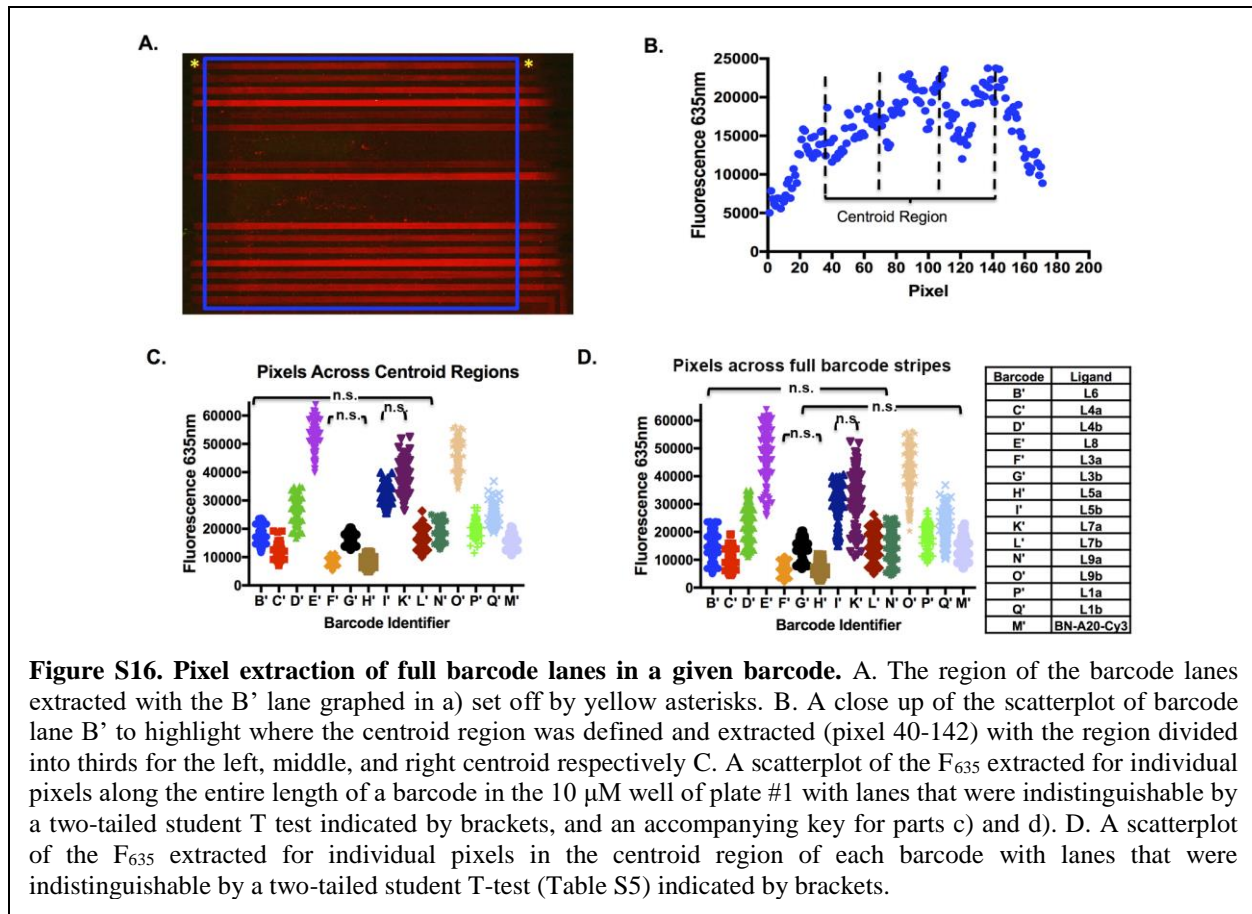 A.
*
*
B.
25000
20000
15000
10000
5000
0
Fluorescence 635nm
Centroid Region
0 20 40 60 80 100 120 140 160 180 200
Pixel
C.
Pixels Across Centroid Regions
n.s.
n.s.
n.s
60000
50000
40000
30000
20000
10000
0
Fluorescence 635nm
B' C' D' E' F' G' H' I' K' L' N' O' P' Q' M'
Barcode Identifier
D.
Pixels across full barcode stripes
n.s.
n.s.
n.s.
n.s.
60000
50000
40000
30000
20000
10000
0
Fluorescence 635nm
B' C' D' E' F' G' H' I' K' L' N' O' P' Q' M'
Barcode Identifier
Barcode Ligand
B' L6
C' L4a
D' L4b
E' L8
F' L3a
G' L3b
H' L5a
I' L5b
K' L7a
L' L7b
N' L9a
O' L9b
P' L1a
Q' L1b
M' BN-A20-Cy3
Figure S16. Pixel extraction of full barcode lanes in a given barcode. A. The region of the barcode lanes
extracted with the B’ lane graphed in a) set off by yellow asterisks. B. A close up of the scatterplot of barcode
lane B’ to highlight where the centroid region was defined and extracted (pixel 40-142) with the region divided
into thirds for the left, middle, and right centroid respectively C. A scatterplot of the F635 extracted for individual
pixels along the entire length of a barcode in the 10 μM well of plate #1 with lanes that were indistinguishable by
a two-tailed student T test indicated by brackets, and an accompanying key for parts c) and d). D. A scatterplot
of the F635 extracted for individual pixels in the centroid region of each barcode with lanes that were
indistinguishable by a two-tailed student T-test (Table S5) indicated by brackets.